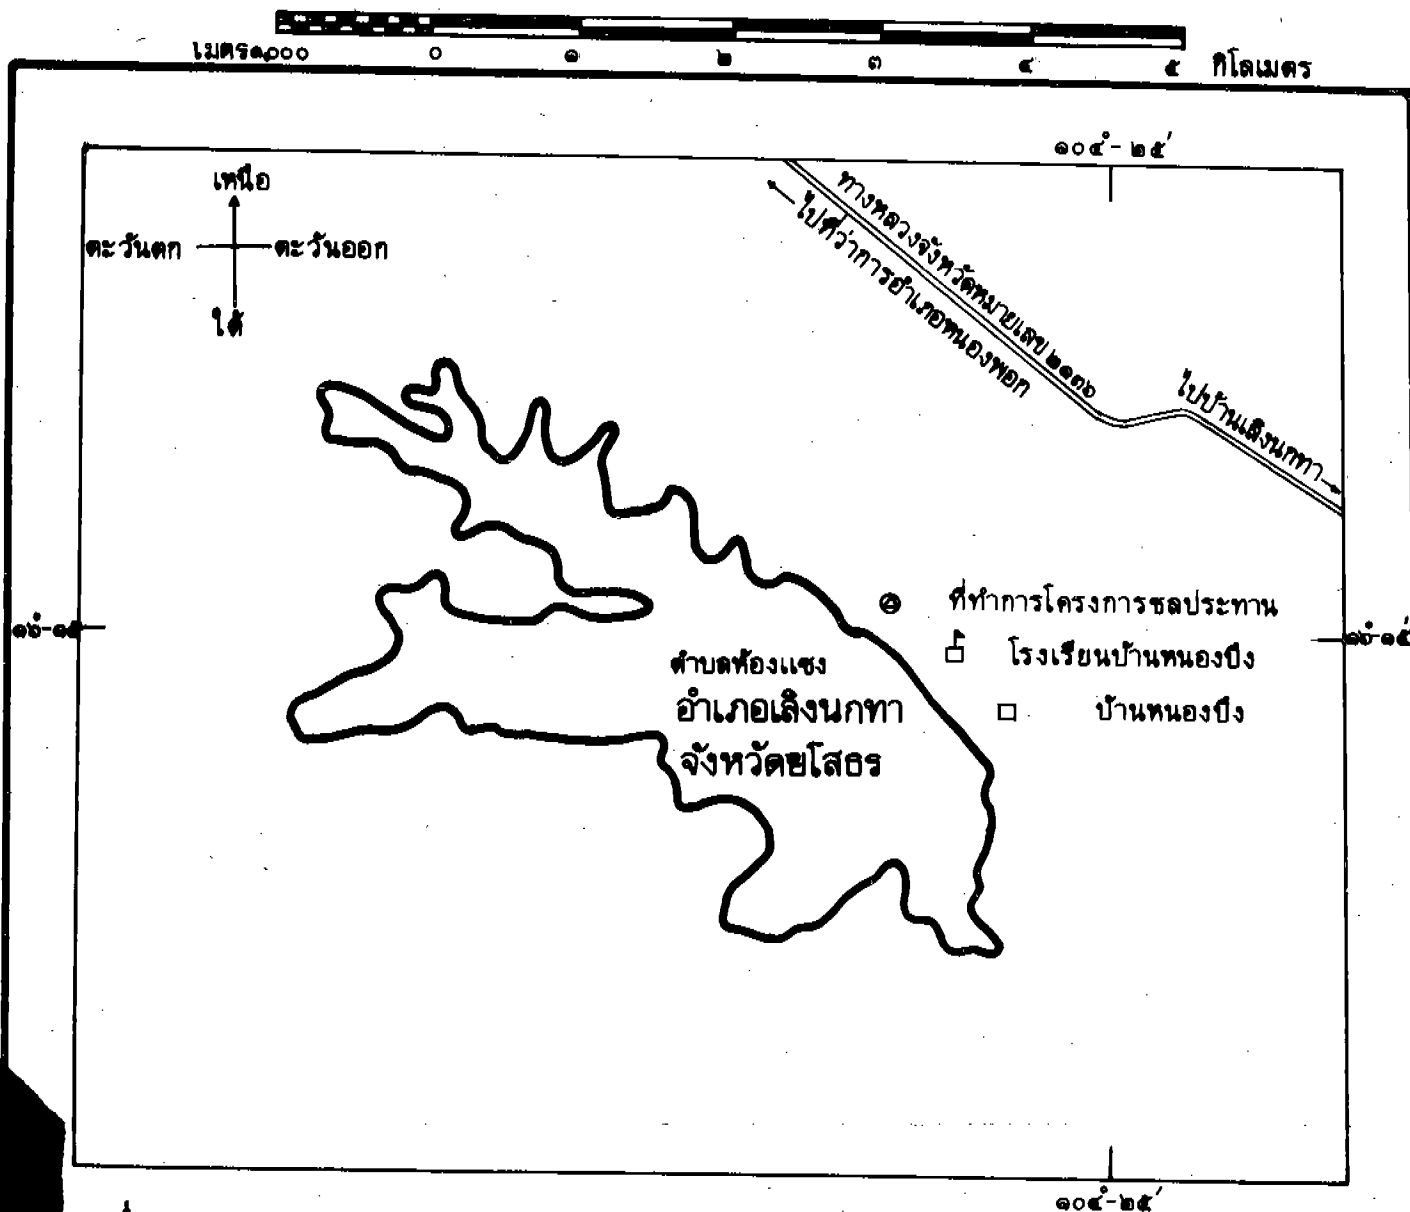 เมตร๑,๐๐๐ ๐ ๑ ๒ ๓ ๔ ๕ กิโลเมตร
๑๐๔°-๒๕′
เหนือ
ตะวันตก ตะวันออก
ใต้
ทางหลวงจังหวัดหมายเลข ๒๑๓๖
ไปที่ว่าการอำเภอหนองพอก
ไปบ้านเลิงนกทา
ที่ทำการโครงการชลประทาน
๑๖°-๑๕′ ๑๖°-๑๕′
โรงเรียนบ้านหนองบึง
ตำบลห้องแซง
อำเภอเลิงนกทา
บ้านหนองบึง
จังหวัดยโสธร
๑๐๔°-๒๕′